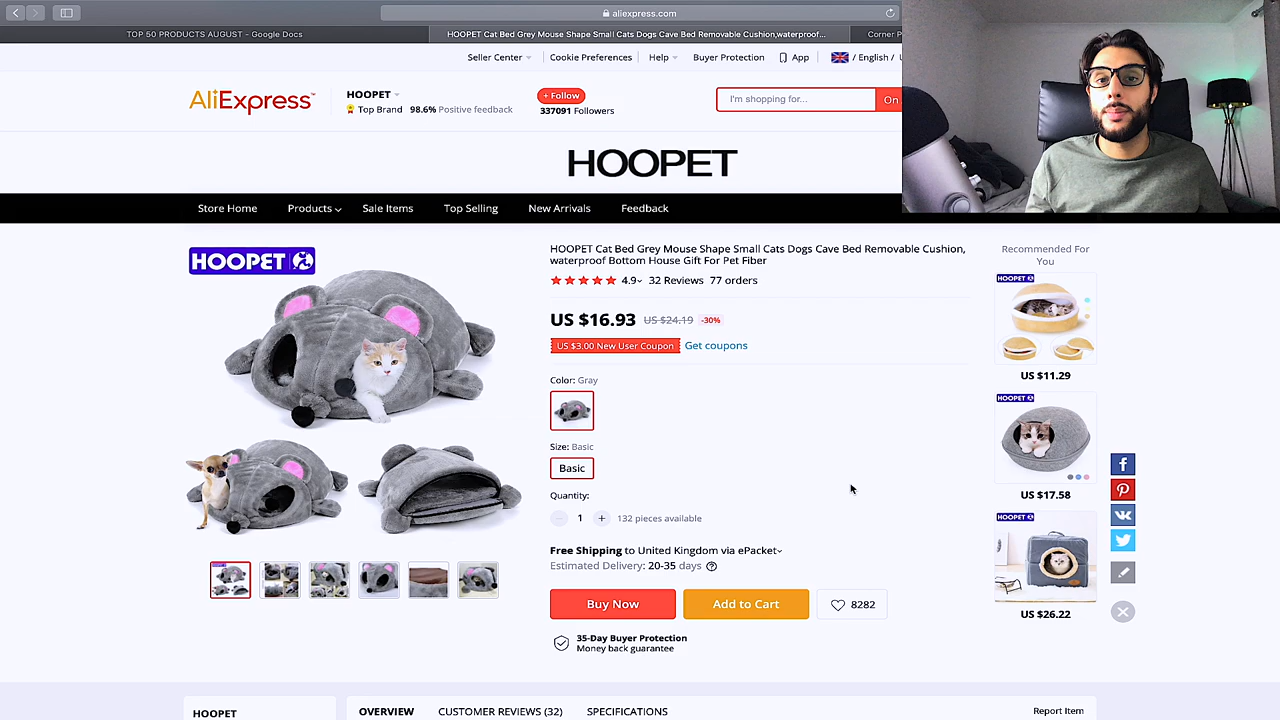 aliexpress.com
TOP 50 PRODUCTS AUGUST - Google Docs
HOOPET Cat Bed Grey Mouse Shape Small Cats Dogs Cave Bed Removable Cushion,waterproof...
Corner P
Seller Center
Cookie Preferences
Help
Buyer Protection
App
/ English /
AliExpress™
HOOPET
Top Brand 98.6% Positive feedback
+ Follow
337091 Followers
I'm shopping for...
On
HOOPET
Store Home
Products
Sale Items
Top Selling
New Arrivals
Feedback
HOOPET
HOOPET Cat Bed Grey Mouse Shape Small Cats Dogs Cave Bed Removable Cushion,
waterproof Bottom House Gift For Pet Fiber
4.9 32 Reviews 77 orders
US $16.93 US $24.19 -30%
US $3.00 New User Coupon Get coupons
Color: Gray
Size: Basic
Basic
Quantity:
1 + 132 pieces available
Free Shipping to United Kingdom via ePacket
Estimated Delivery: 20-35 days
Buy Now
Add to Cart
8282
35-Day Buyer Protection
Money back guarantee
Recommended For
You
HOOPET
US $11.29
HOOPET
US $17.58
HOOPET
US $26.22
HOOPET
OVERVIEW
CUSTOMER REVIEWS (32)
SPECIFICATIONS
Report Item